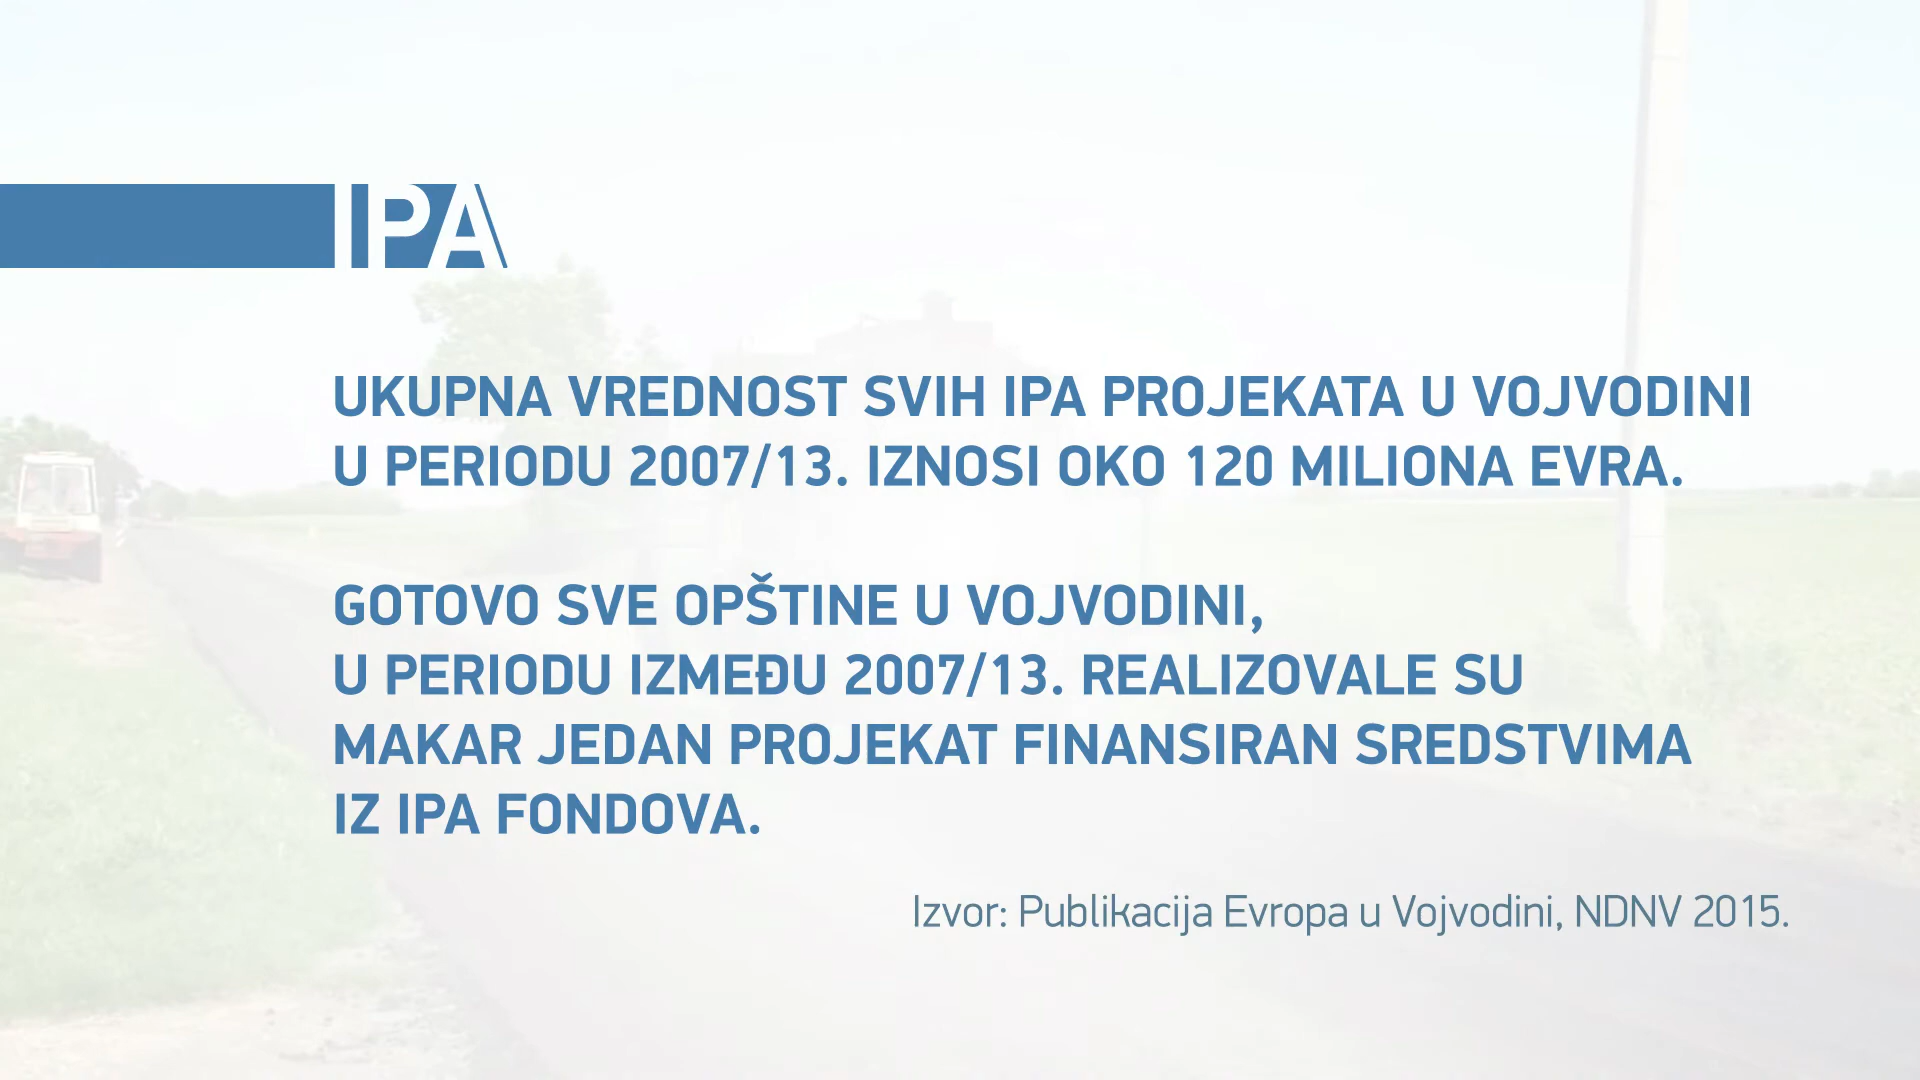 IPA
UKUPNA VREDNOST SVIH IPA PROJEKATA U VOJVODINI
U PERIODU 2007/13. IZNOSI OKO 120 MILIONA EVRA.
GOTOVO SVE OPŠTINE U VOJVODINI,
U PERIODU IZMEĐU 2007/13. REALIZOVALE SU
MAKAR JEDAN PROJEKAT FINANSIRAN SREDSTVIMA
IZ IPA FONDOVA.
Izvor: Publikacija Evropa u Vojvodini, NDNV 2015.